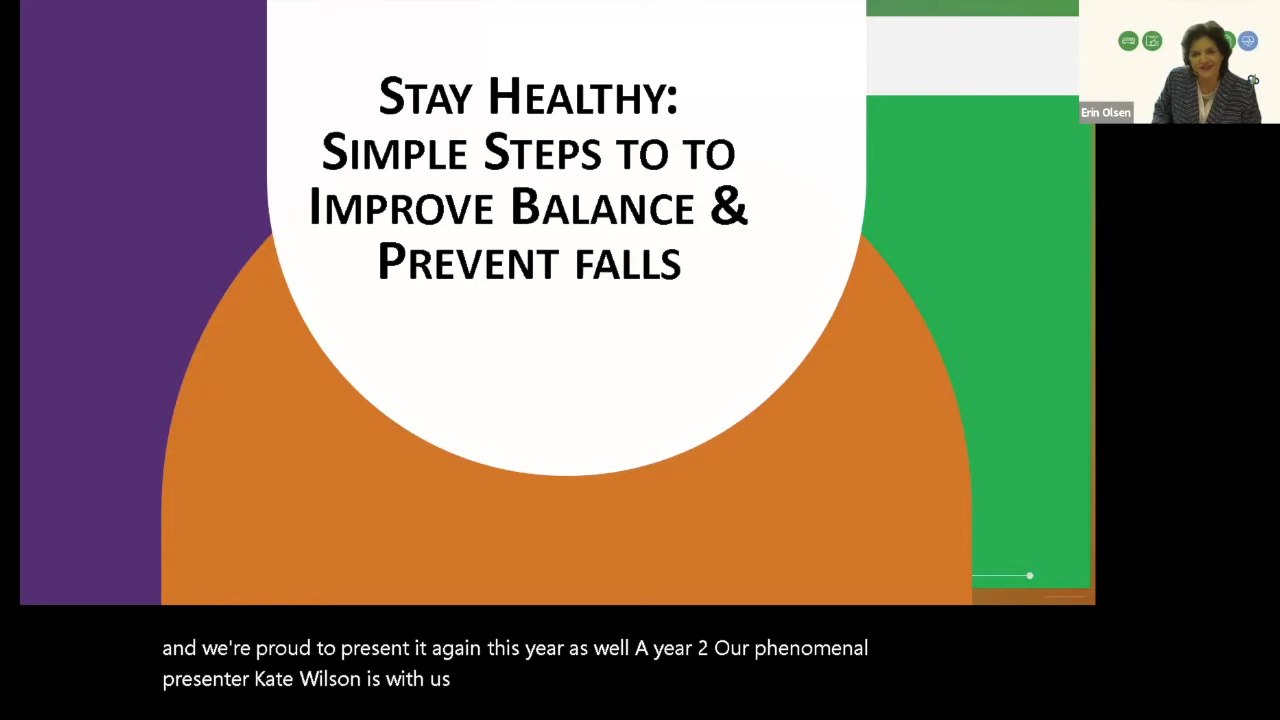 STAY HEALTHY:
SIMPLE STEPS TO TO
IMPROVE BALANCE &
PREVENT FALLS
Erin Olsen
and we're proud to present it again this year as well A year 2 Our phenomenal
presenter Kate Wilson is with us